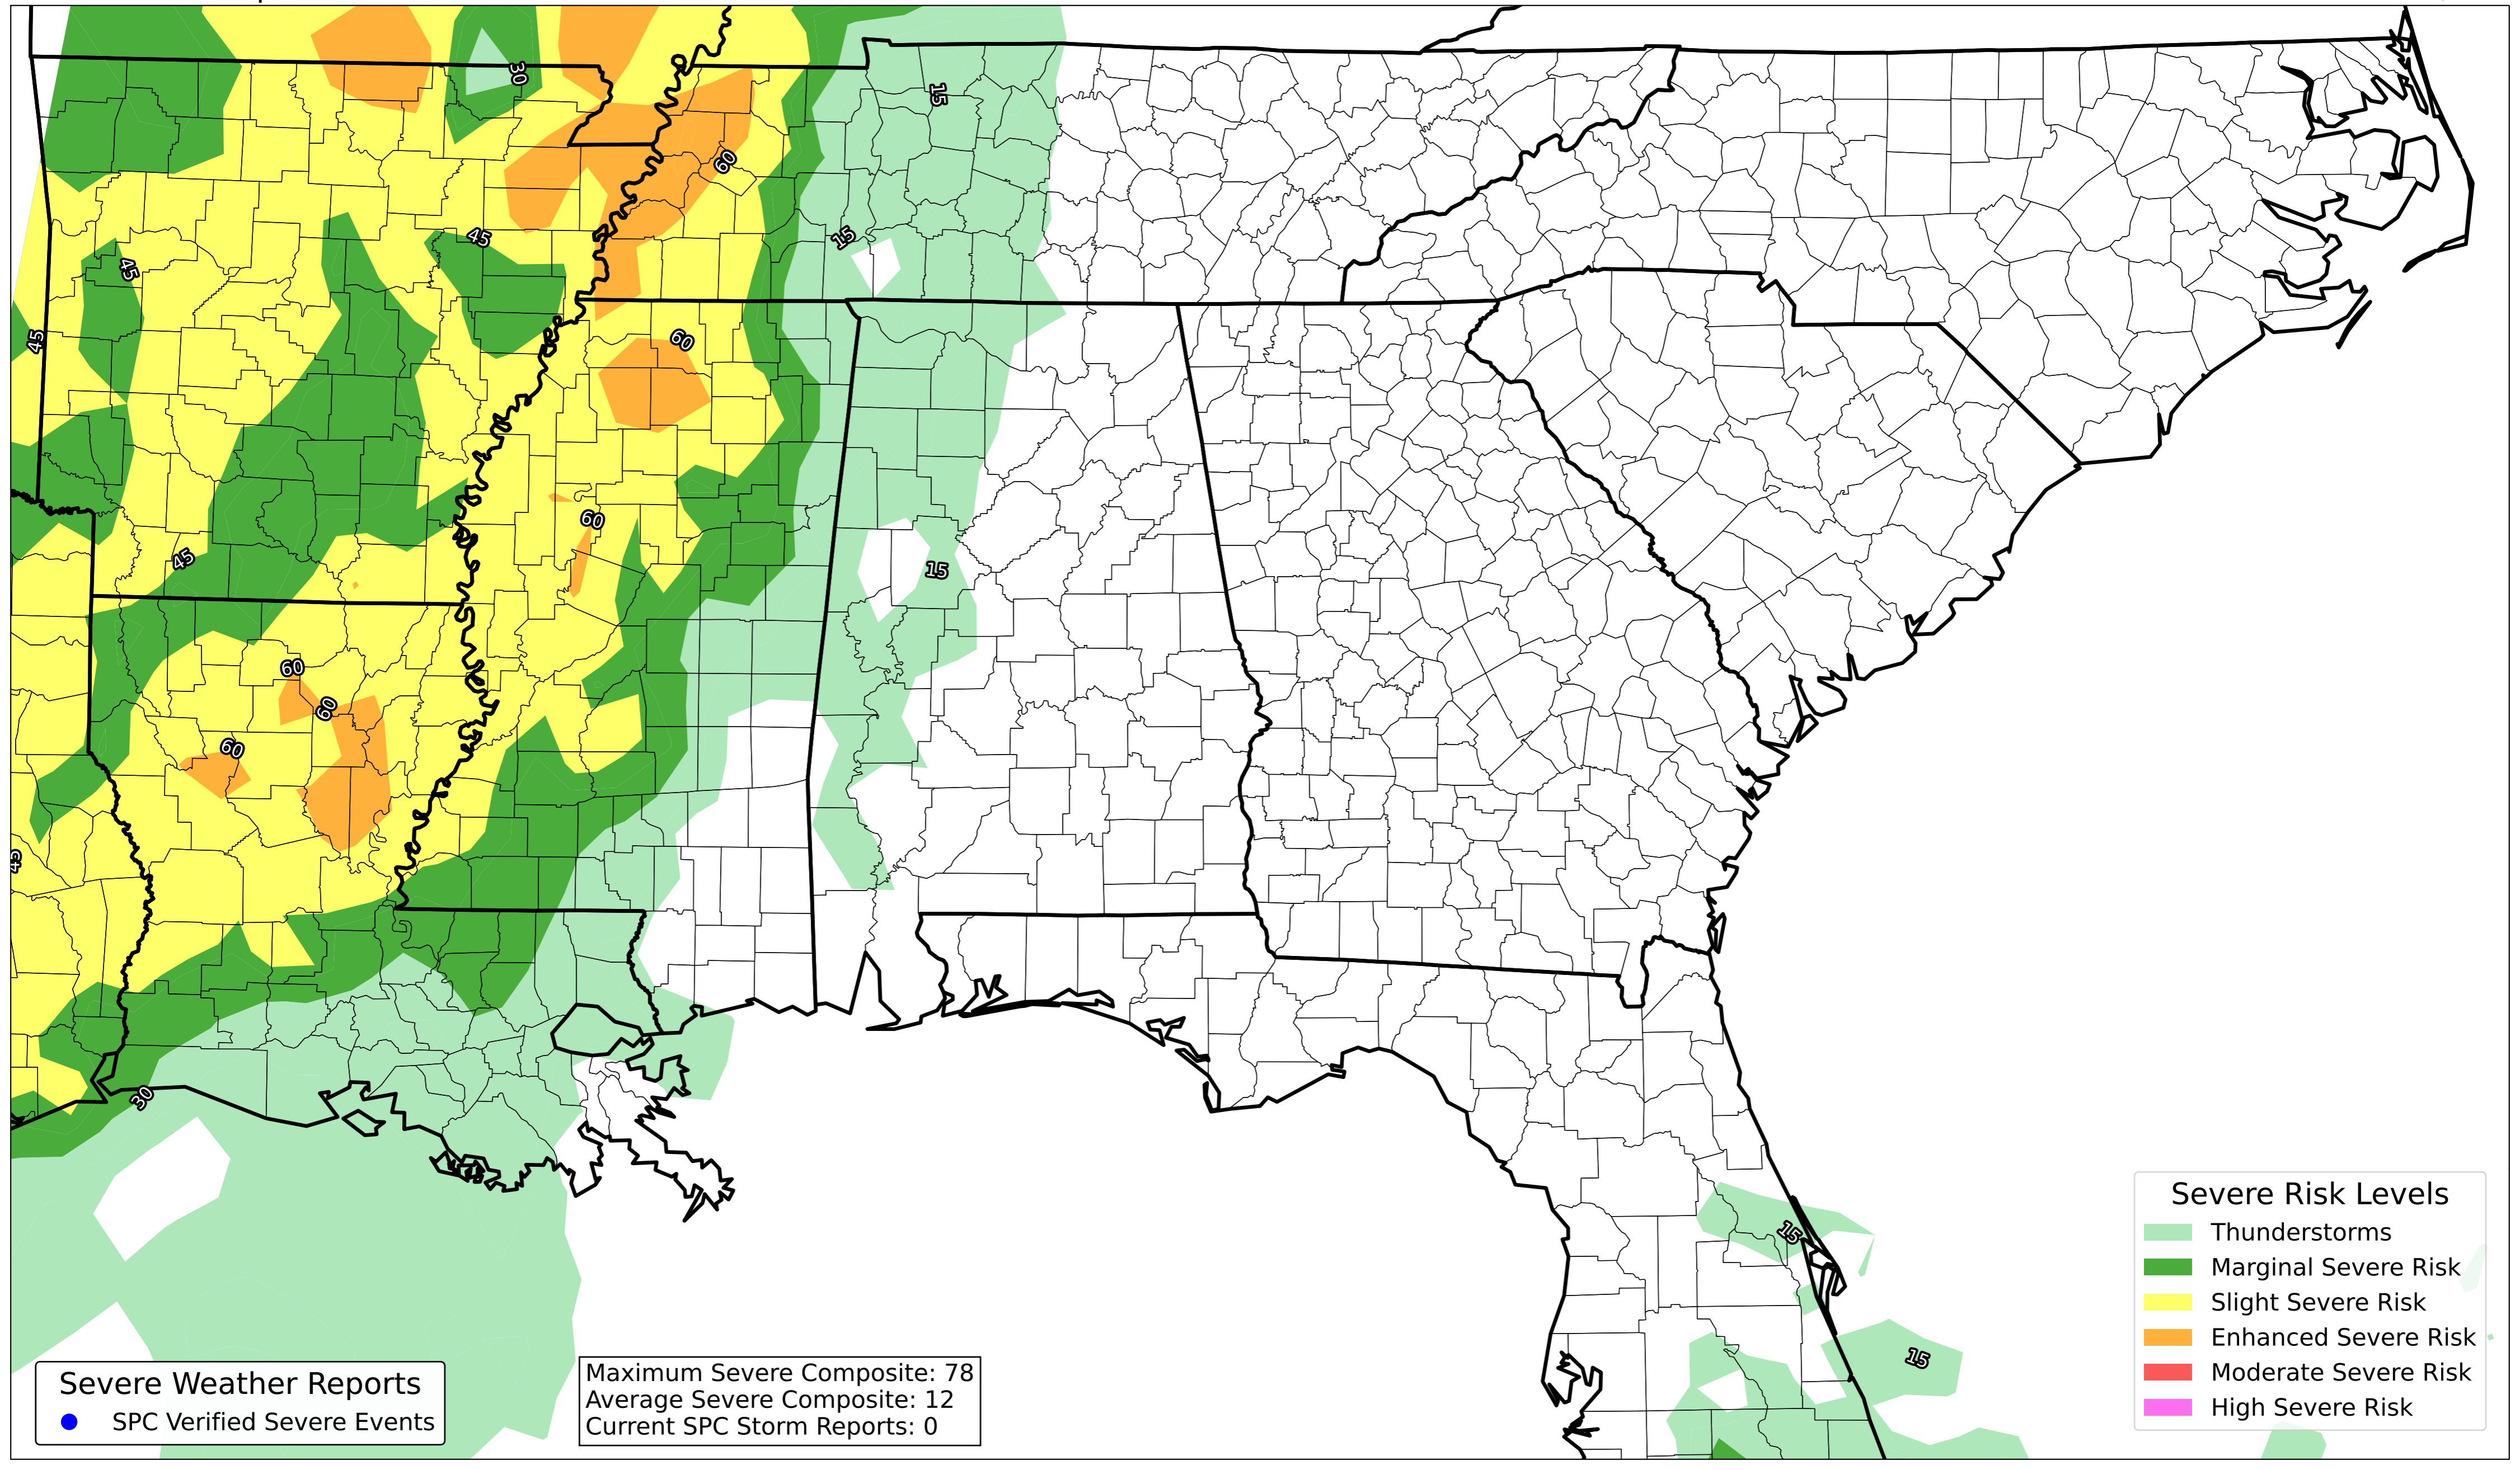 30
15
60
15
45
45
45
60
60
15
45
60
60
60
45
30
15
15
Severe Risk Levels
Thunderstorms
Marginal Severe Risk
Slight Severe Risk
Enhanced Severe Risk
Moderate Severe Risk
High Severe Risk
Severe Weather Reports
SPC Verified Severe Events
Maximum Severe Composite: 78
Average Severe Composite: 12
Current SPC Storm Reports: 0